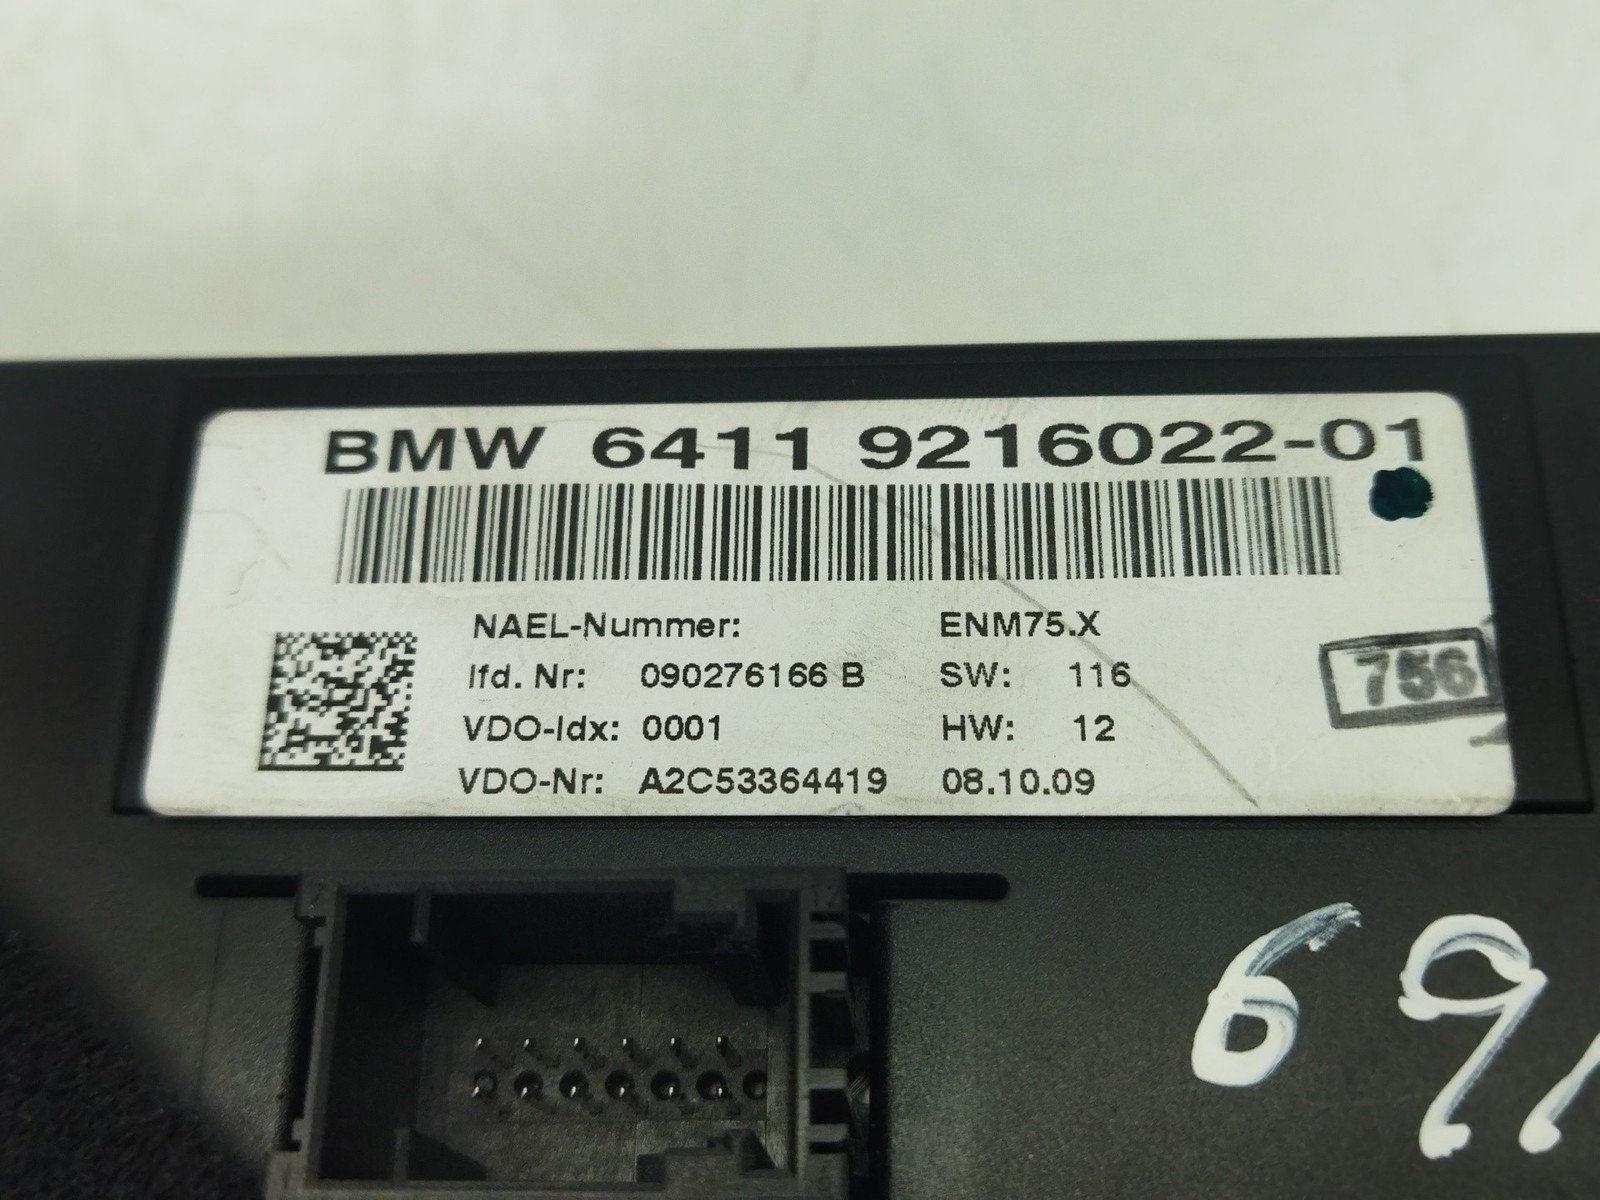 BMW 6411 9216022-01
NAEL-Nummer: ENM75.X
lfd. Nr: 090276166 B SW: 116
VDO-Idx: 0001 HW: 12
VDO-Nr: A2C53364419 08.10.09
756
69